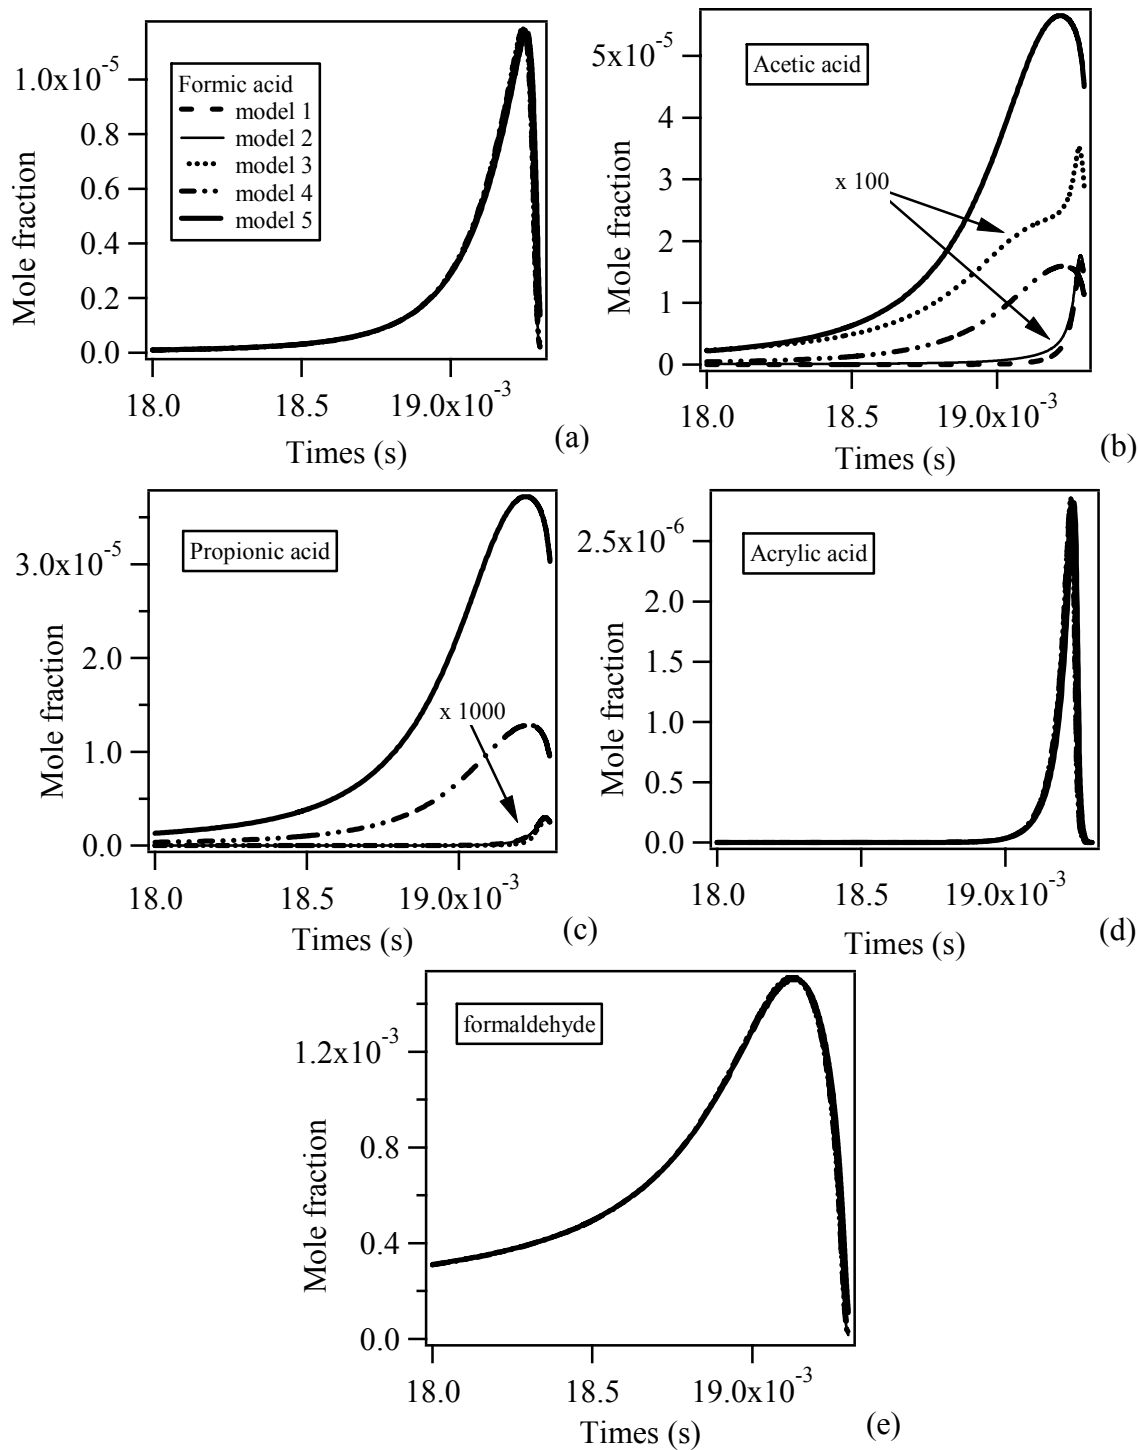 Formic acid
model 1
model 2
model 3
model 4
model 5
1.0x10-5
0.8
0.6
0.4
0.2
0.0
Mole fraction
18.0 18.5 19.0x10-3
Times (s)
(a)
Acetic acid
x 100
5x10-5
4
3
2
1
0
Mole fraction
18.0 18.5 19.0x10-3
Times (s)
(b)
Propionic acid
x 1000
3.0x10-5
2.0
1.0
0.0
Mole fraction
18.0 18.5 19.0x10-3
Times (s)
(c)
Acrylic acid
2.5x10-6
2.0
1.5
1.0
0.5
0.0
Mole fraction
18.0 18.5 19.0x10-3
Times (s)
(d)
formaldehyde
1.2x10-3
0.8
0.4
0.0
Mole fraction
18.0 18.5 19.0x10-3
Times (s)
(e)